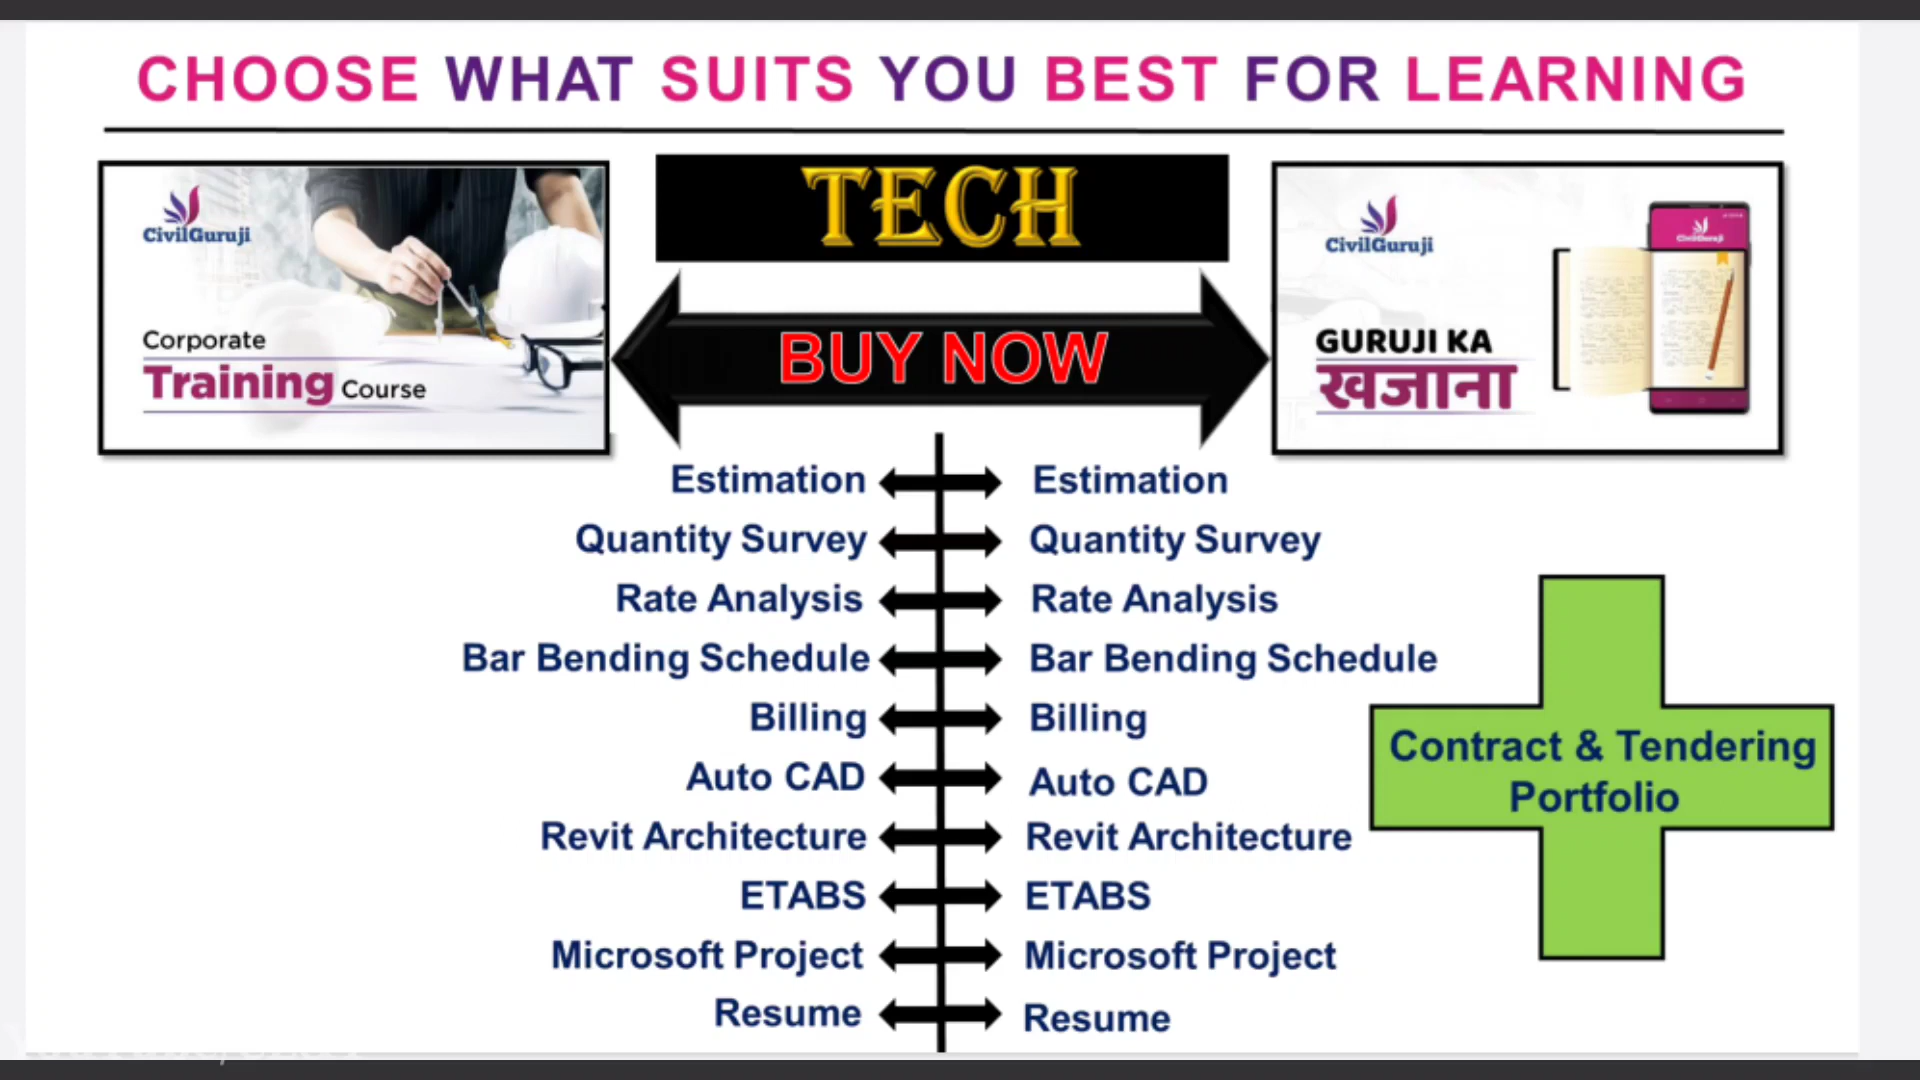 CHOOSE WHAT SUITS YOU BEST FOR LEARNING
CivilGuruji
Corporate
Training Course
TECH
BUY NOW
CivilGuruji
CivilGuruji
GURUJI KA
खजाना
Estimation Estimation
Quantity Survey Quantity Survey
Rate Analysis Rate Analysis
Bar Bending Schedule Bar Bending Schedule
Billing Billing
Auto CAD Auto CAD
Revit Architecture Revit Architecture
ETABS ETABS
Microsoft Project Microsoft Project
Resume Resume
Contract & Tendering
Portfolio